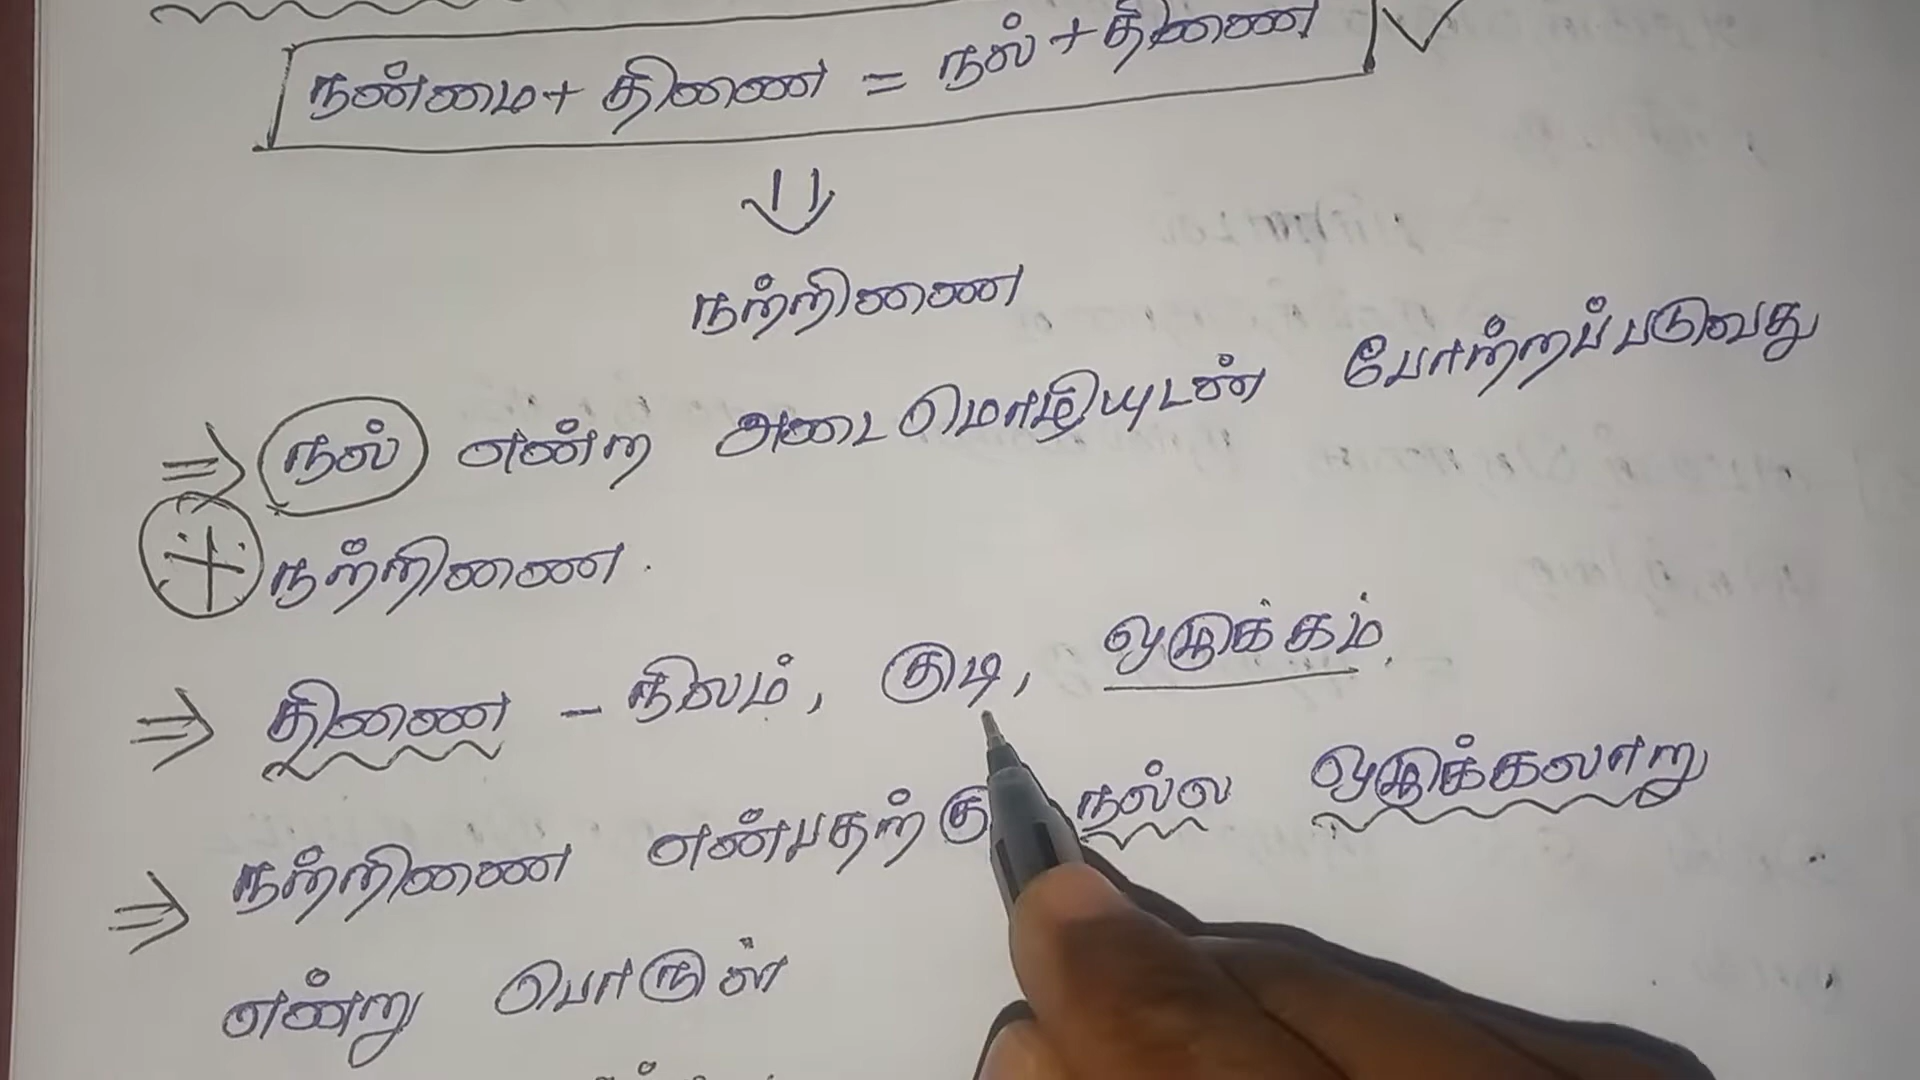 நன்மை + திணை = நல் + திணை
நற்றிணை
⇒ நல் என்ற அடைமொழியுடன் போற்றப்படுவது
நற்றிணை.
⇒ திணை - நிலம், குடி, ஒழுக்கம்.
⇒ நற்றிணை என்பதற்கு நல்ல ஒழுக்கலாறு
என்று பொருள்